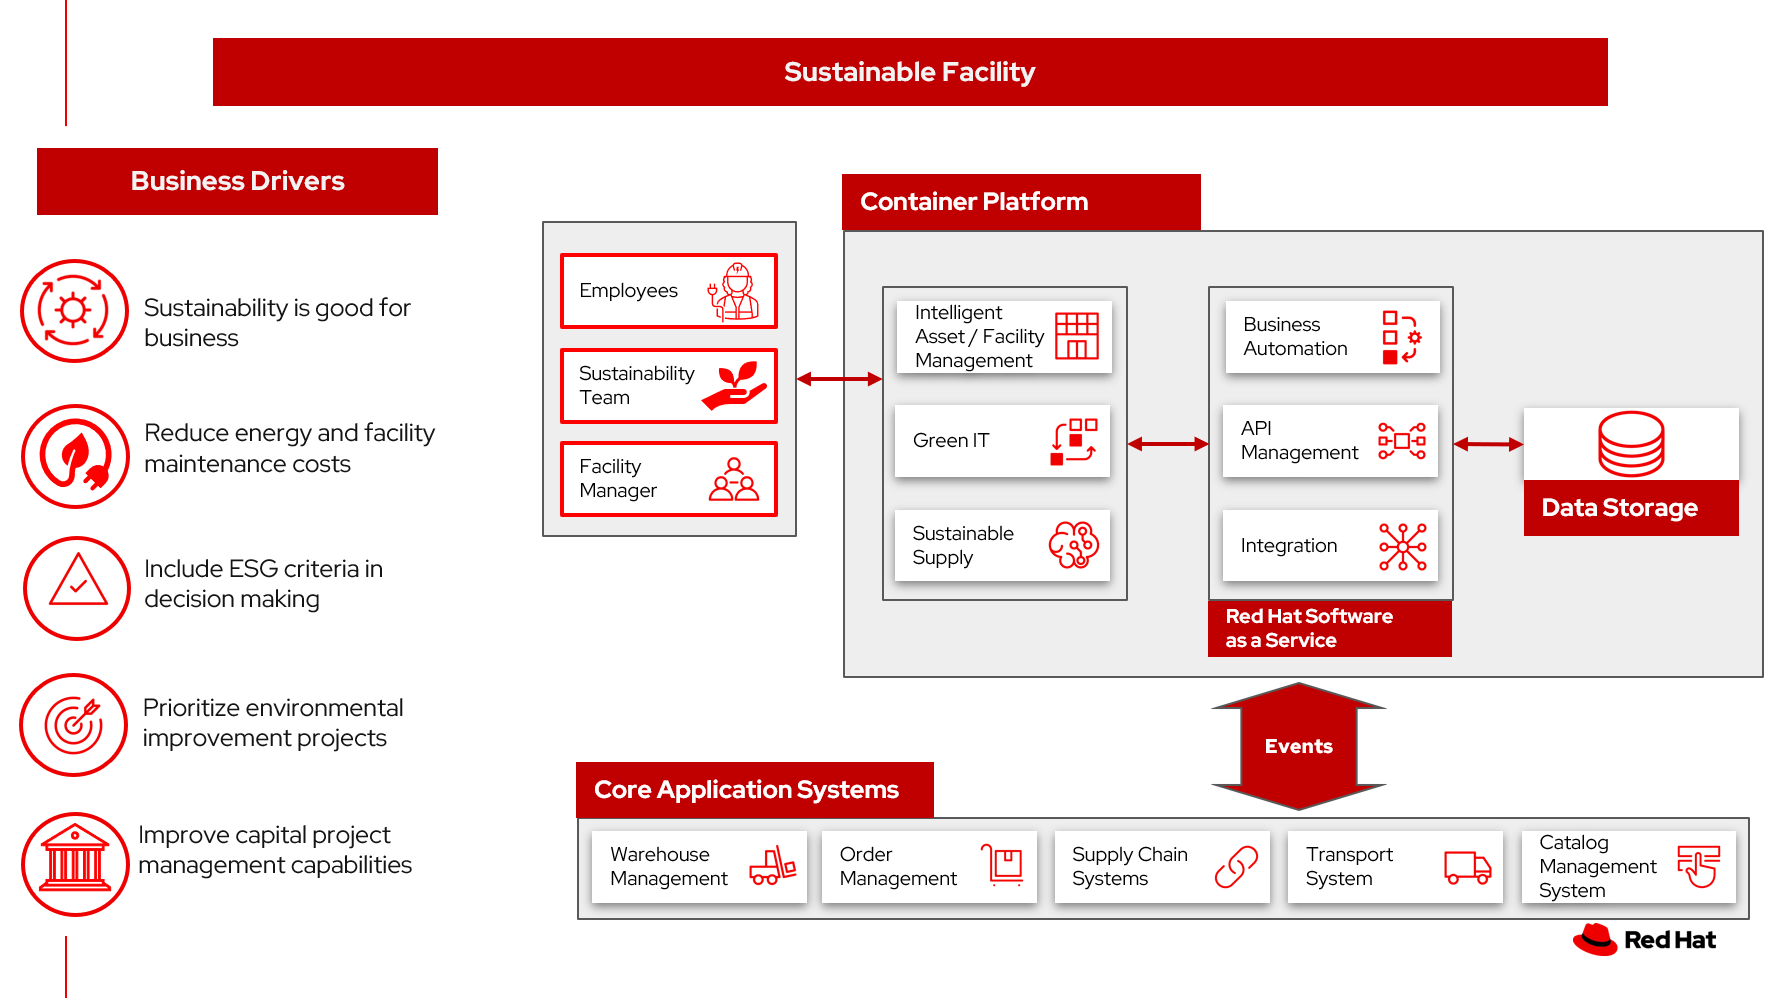 Sustainable Facility
Business Drivers
Sustainability is good for
business
Reduce energy and facility
maintenance costs
Include ESG criteria in
decision making
Prioritize environmental
improvement projects
Improve capital project
management capabilities
Employees
Sustainability
Team
Facility
Manager
Container Platform
Intelligent
Asset / Facility
Management
Green IT
Sustainable
Supply
Business
Automation
API
Management
Integration
Red Hat Software
as a Service
Data Storage
Events
Core Application Systems
Warehouse
Management
Order
Management
Supply Chain
Systems
Transport
System
Catalog
Management
System
Red Hat